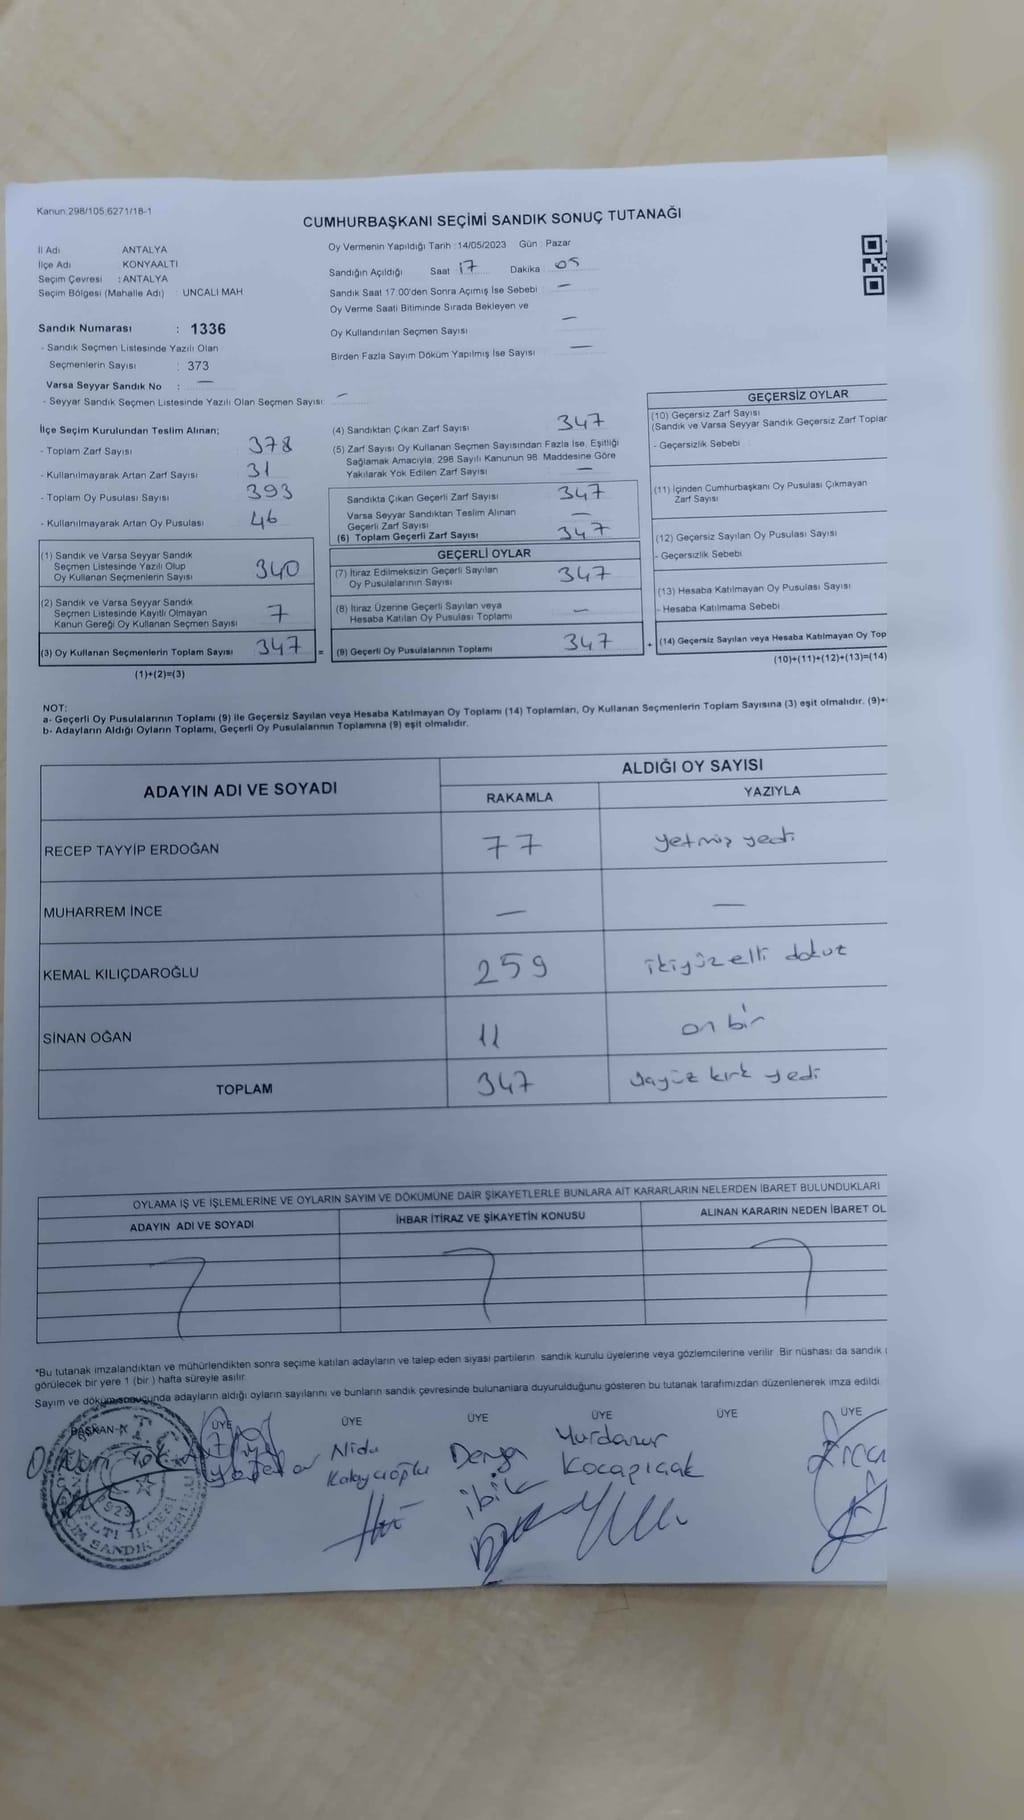 Kanun:298/105,6271/18-1
CUMHURBAŞKANI SEÇİMİ SANDIK SONUÇ TUTANAĞI
İl Adı ANTALYA
İlçe Adı KONYAALTI
Seçim Çevresi : ANTALYA
Seçim Bölgesi (Mahalle Adı) UNCALI MAH
Oy Vermenin Yapıldığı Tarih :14/05/2023 Gün : Pazar
Sandığın Açıldığı Saat 17 Dakika 05
Sandık Saat 17:00'den Sonra Açımış İse Sebebi : —
Oy Verme Saati Bitiminde Sırada Bekleyen ve
Oy Kullandırılan Seçmen Sayısı —
Birden Fazla Sayım Döküm Yapılmış İse Sayısı —
Sandık Numarası : 1336
- Sandık Seçmen Listesinde Yazılı Olan
Seçmenlerin Sayısı : 373
Varsa Seyyar Sandık No : —
- Seyyar Sandık Seçmen Listesinde Yazılı Olan Seçmen Sayısı: —
İlçe Seçim Kurulundan Teslim Alınan;
- Toplam Zarf Sayısı 378
- Kullanılmayarak Artan Zarf Sayısı 31
- Toplam Oy Pusulası Sayısı 393
- Kullanılmayarak Artan Oy Pusulası 46
(1) Sandık ve Varsa Seyyar Sandık
Seçmen Listesinde Yazılı Olup
Oy Kullanan Seçmenlerin Sayısı 340
(2) Sandık ve Varsa Seyyar Sandık
Seçmen Listesinde Kayıtlı Olmayan
Kanun Gereği Oy Kullanan Seçmen Sayısı 7
(3) Oy Kullanan Seçmenlerin Toplam Sayısı 347 =
(1)+(2)=(3)
(4) Sandıktan Çıkan Zarf Sayısı 347
(5) Zarf Sayısı Oy Kullanan Seçmen Sayısından Fazla İse, Eşitliği
Sağlamak Amacıyla; 298 Sayılı Kanunun 98. Maddesine Göre
Yakılarak Yok Edilen Zarf Sayısı —
Sandıkta Çıkan Geçerli Zarf Sayısı 347
Varsa Seyyar Sandıktan Teslim Alınan
Geçerli Zarf Sayısı —
(6) Toplam Geçerli Zarf Sayısı 347
GEÇERLİ OYLAR
(7) İtiraz Edilmeksizin Geçerli Sayılan
Oy Pusulalarının Sayısı 347
(8) İtiraz Üzerine Geçerli Sayılan veya
Hesaba Katılan Oy Pusulası Toplamı —
(9) Geçerli Oy Pusulalarının Toplamı 347 +
GEÇERSİZ OYLAR
(10) Geçersiz Zarf Sayısı
(Sandık ve Varsa Seyyar Sandık Geçersiz Zarf Toplar
- Geçersizlik Sebebi
(11) İçinden Cumhurbaşkanı Oy Pusulası Çıkmayan
Zarf Sayısı
(12) Geçersiz Sayılan Oy Pusulası Sayısı
- Geçersizlik Sebebi
(13) Hesaba Katılmayan Oy Pusulası Sayısı
- Hesaba Katılmama Sebebi
(14) Geçersiz Sayılan veya Hesaba Katılmayan Oy Top
(10)+(11)+(12)+(13)=(14)
NOT:
a- Geçerli Oy Pusulalarının Toplamı (9) ile Geçersiz Sayılan veya Hesaba Katılmayan Oy Toplamı (14) Toplamları, Oy Kullanan Seçmenlerin Toplam Sayısına (3) eşit olmalıdır. (9)+
b- Adayların Aldığı Oyların Toplamı, Geçerli Oy Pusulalarının Toplamına (9) eşit olmalıdır.
ADAYIN ADI VE SOYADI ALDIĞI OY SAYISI
RAKAMLA YAZIYLA
RECEP TAYYİP ERDOĞAN 77 yetmiş yedi
MUHARREM İNCE — —
KEMAL KILIÇDAROĞLU 259 ikiyüz elli dokuz
SİNAN OĞAN 11 on bir
TOPLAM 347 üçyüz kırk yedi
OYLAMA İŞ VE İŞLEMLERİNE VE OYLARIN SAYIM VE DÖKÜMÜNE DAİR ŞİKAYETLERLE BUNLARA AİT KARARLARIN NELERDEN İBARET BULUNDUKLARI
ADAYIN ADI VE SOYADI İHBAR İTİRAZ VE ŞİKAYETİN KONUSU ALINAN KARARIN NEDEN İBARET OL
*Bu tutanak imzalandıktan ve mühürlendikten sonra seçime katılan adayların ve talep eden siyasi partilerin sandık kurulu üyelerine veya gözlemcilerine verilir. Bir nüshası da sandık
görülecek bir yere 1 (bir) hafta süreyle asılır.
Sayım ve döküm sonucunda adayların aldığı oyların sayılarını ve bunların sandık çevresinde bulunanlara duyurulduğunu gösteren bu tutanak tarafımızdan düzenlenerek imza edildi.
BAŞKAN ÜYE ÜYE ÜYE ÜYE ÜYE ÜYE
Nida Kalaycıoğlu
Derya ibik
Yurdanur Kocapıcak